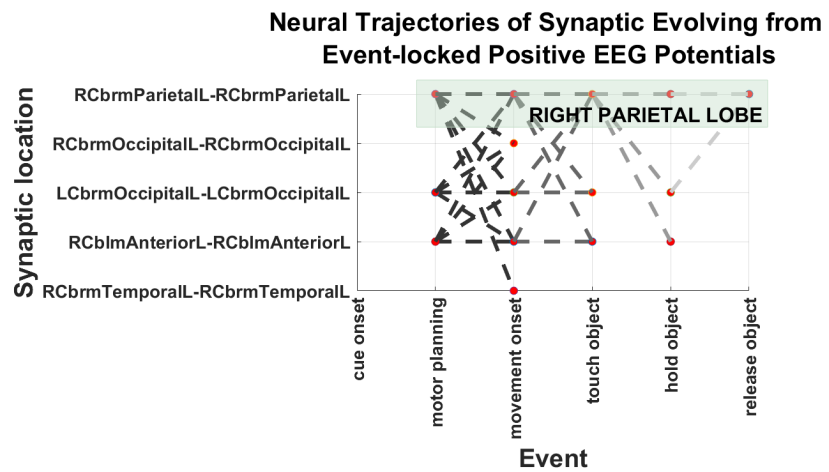 Neural Trajectories of Synaptic Evolving from
Event-locked Positive EEG Potentials
Synaptic location
RCbrmParietalL-RCbrmParietalL
RIGHT PARIETAL LOBE
RCbrmOccipitalL-RCbrmOccipitalL
LCbrmOccipitalL-LCbrmOccipitalL
RCblmAnteriorL-RCblmAnteriorL
RCbrmTemporalL-RCbrmTemporalL
cue onset
motor planning
movement onset
touch object
hold object
release object
Event